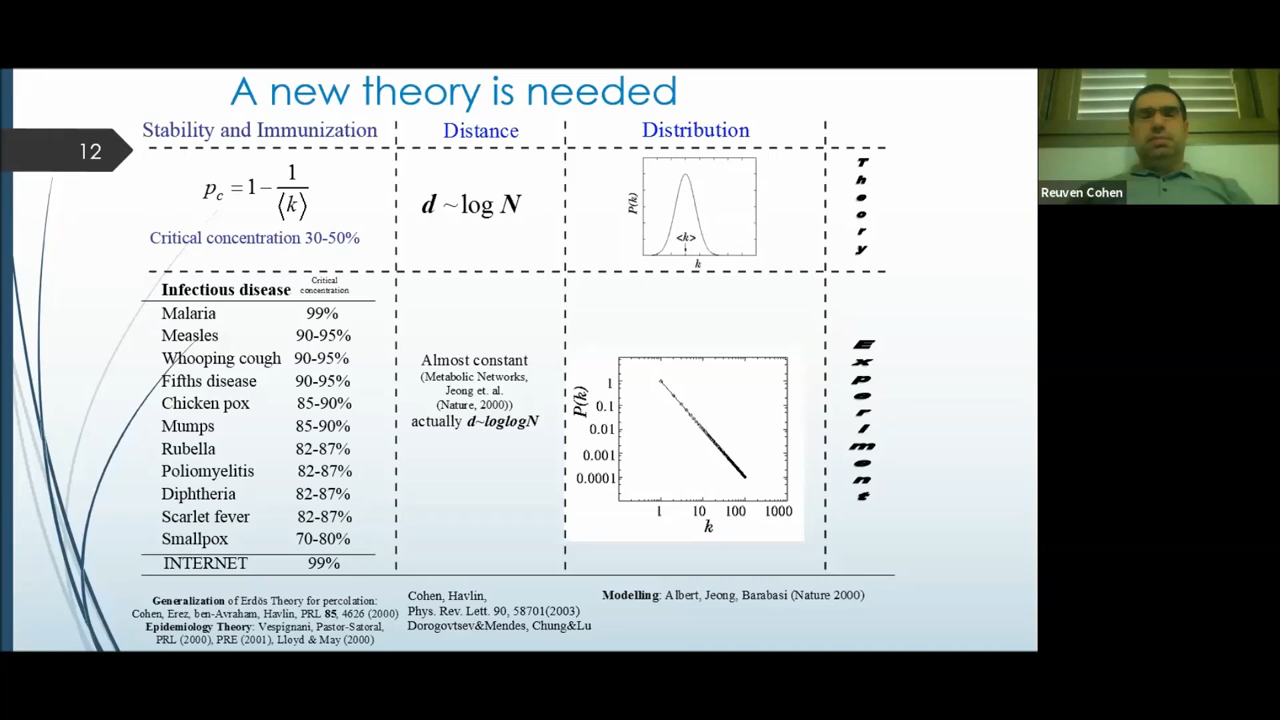 A new theory is needed
12
Stability and Immunization
Distance
Distribution
p_c = 1 - 1/⟨k⟩
Critical concentration 30-50%
d ~ log N
P(k)
<k>
k
Theory
Infectious disease Critical concentration
Malaria 99%
Measles 90-95%
Whooping cough 90-95%
Fifths disease 90-95%
Chicken pox 85-90%
Mumps 85-90%
Rubella 82-87%
Poliomyelitis 82-87%
Diphtheria 82-87%
Scarlet fever 82-87%
Smallpox 70-80%
INTERNET 99%
Almost constant
(Metabolic Networks,
Jeong et. al.
(Nature, 2000))
actually d~loglogN
P(k)
1
0.1
0.01
0.001
0.0001
1 10 100 1000
k
Experiment
Generalization of Erdös Theory for percolation:
Cohen, Erez, ben-Avraham, Havlin, PRL 85, 4626 (2000)
Epidemiology Theory: Vespignani, Pastor-Satoral,
PRL (2000), PRE (2001), Lloyd & May (2000)
Cohen, Havlin,
Phys. Rev. Lett. 90, 58701(2003)
Dorogovtsev&Mendes, Chung&Lu
Modelling: Albert, Jeong, Barabasi (Nature 2000)
Reuven Cohen